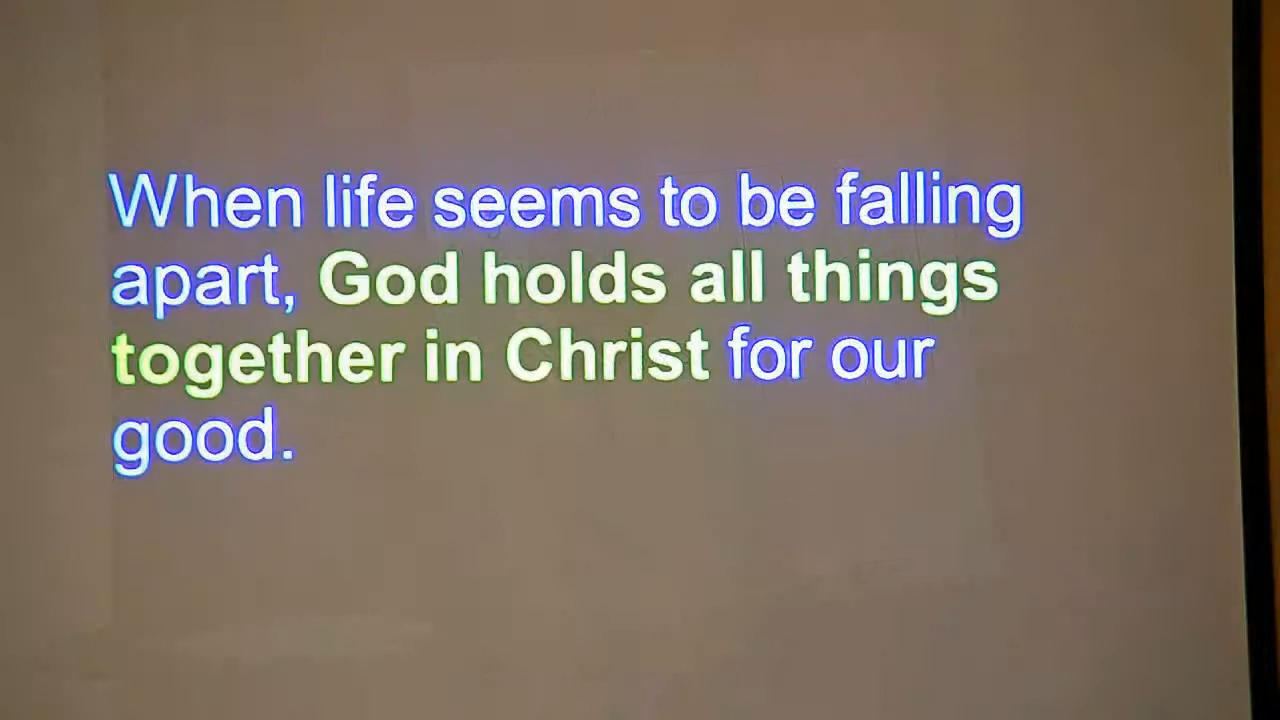 When life seems to be falling
apart, God holds all things
together in Christ for our
good.